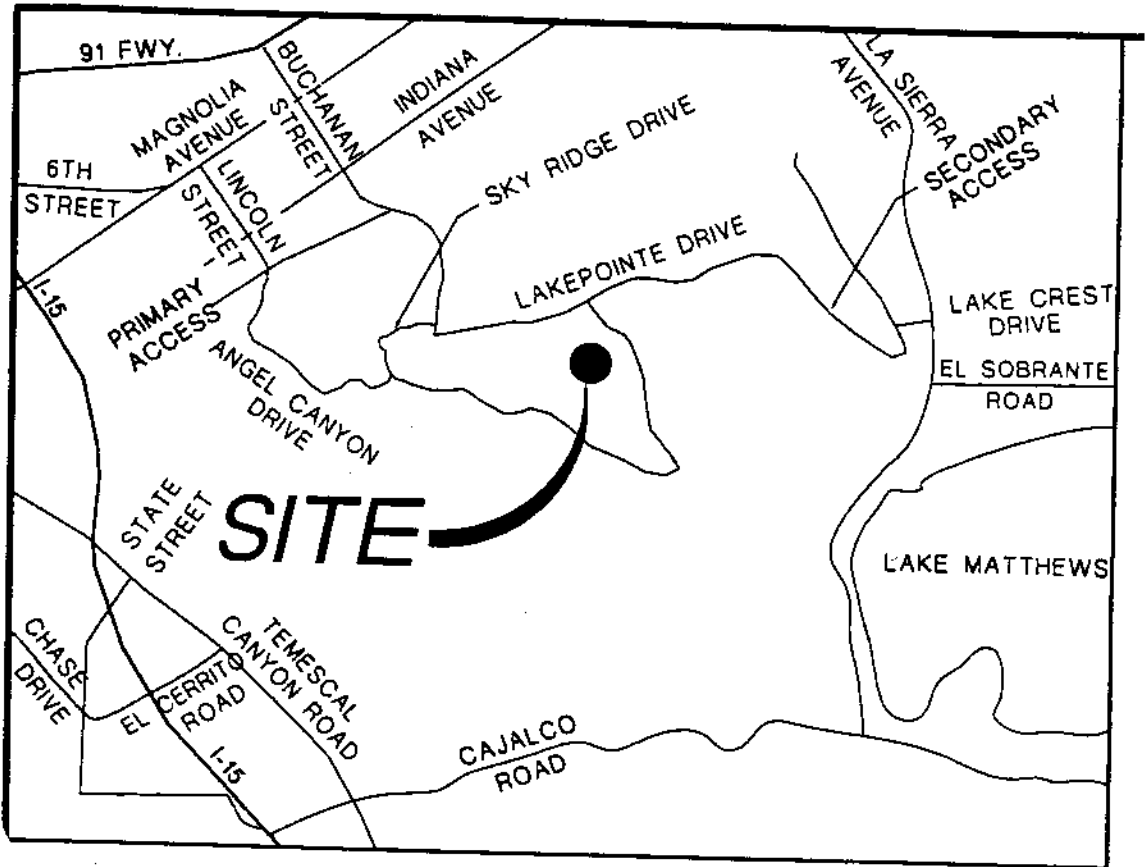 91 FWY.
BUCHANAN
STREET
INDIANA
AVENUE
MAGNOLIA
AVENUE
LA SIERRA
AVENUE
6TH
STREET
LINCOLN
STREET
SKY RIDGE DRIVE
SECONDARY
ACCESS
I-15
PRIMARY
ACCESS
LAKEPOINTE DRIVE
LAKE CREST
DRIVE
ANGEL CANYON
DRIVE
EL SOBRANTE
ROAD
STATE
STREET
SITE
LAKE MATTHEWS
CHASE
DRIVE
TEMESCAL
CANYON ROAD
EL CERRITO
ROAD
I-15
CAJALCO
ROAD